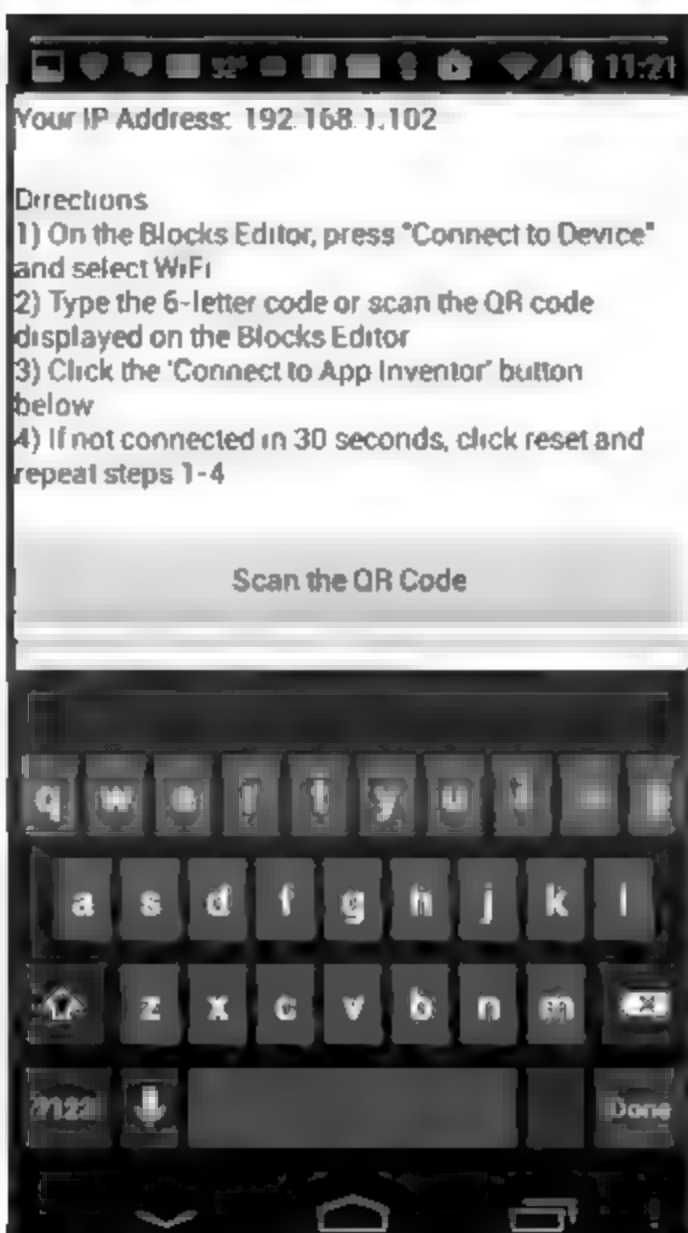 32° 11:21
Your IP Address: 192.168.1.102
Directions
1) On the Blocks Editor, press "Connect to Device"
and select WiFi
2) Type the 6-letter code or scan the QR code
displayed on the Blocks Editor
3) Click the 'Connect to App Inventor' button
below
4) If not connected in 30 seconds, click reset and
repeat steps 1-4
Scan the QR Code
q w e r t y u i
a s d f g h j k l
z x c v b n m
?123 Done